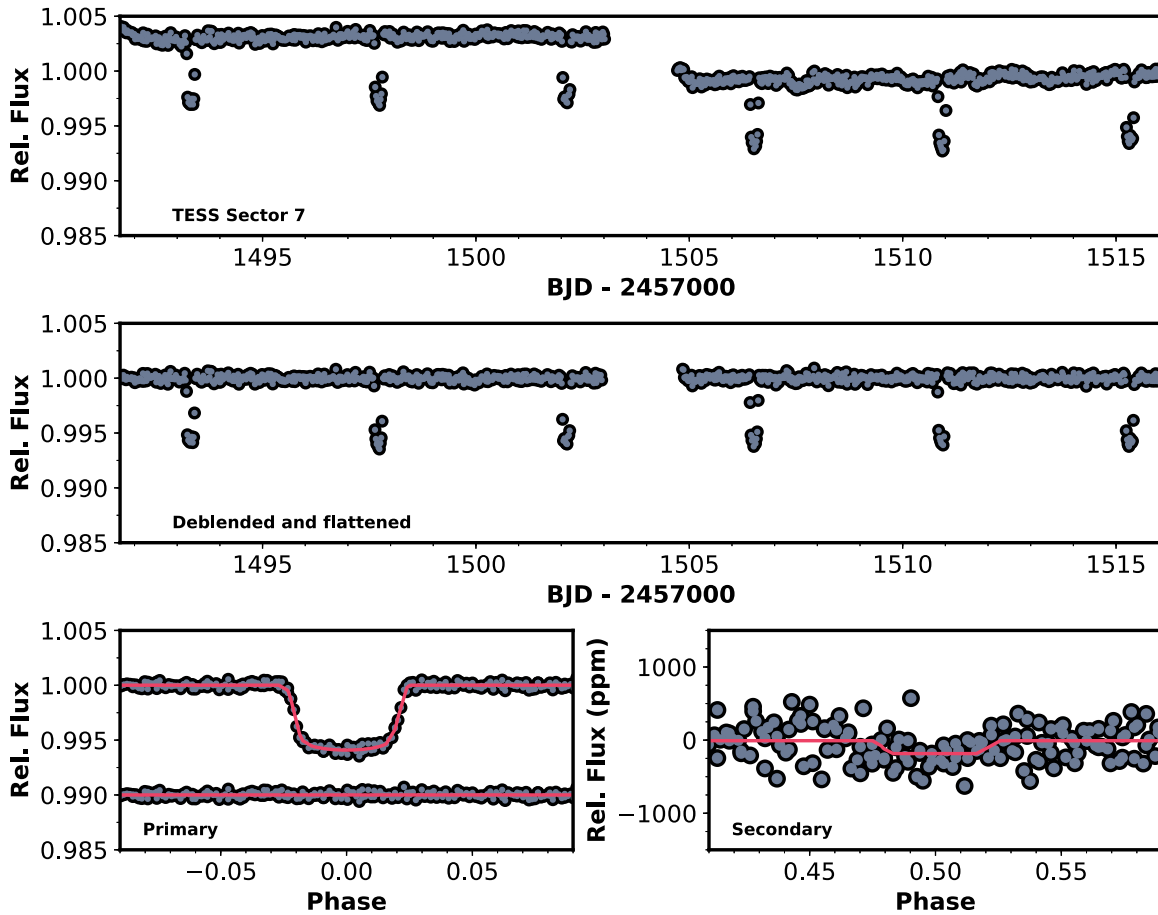 1.005
1.000
0.995
0.990
0.985
Rel. Flux
TESS Sector 7
1495 1500 1505 1510 1515
BJD - 2457000
1.005
1.000
0.995
0.990
0.985
Rel. Flux
Deblended and flattened
1495 1500 1505 1510 1515
BJD - 2457000
1.005
1.000
0.995
0.990
0.985
Rel. Flux
Primary
−0.05 0.00 0.05
Phase
1000
0
−1000
Rel. Flux (ppm)
Secondary
0.45 0.50 0.55
Phase